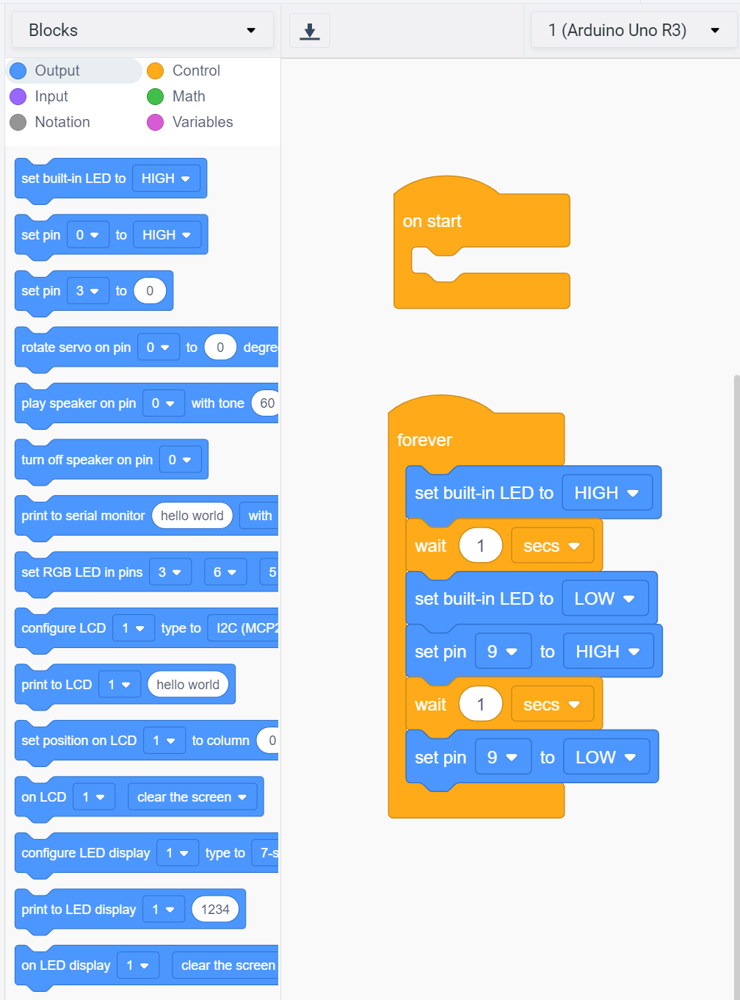 Blocks
1 (Arduino Uno R3)
Output
Control
Input
Math
Notation
Variables
set built-in LED to HIGH
set pin 0 to HIGH
set pin 3 to 0
rotate servo on pin 0 to 0 degre
play speaker on pin 0 with tone 60
turn off speaker on pin 0
print to serial monitor hello world with
set RGB LED in pins 3 6 5
configure LCD 1 type to I2C (MCP2
print to LCD 1 hello world
set position on LCD 1 to column 0
on LCD 1 clear the screen
configure LED display 1 type to 7-s
print to LED display 1 1234
on LED display 1 clear the screen
on start
forever
set built-in LED to HIGH
wait 1 secs
set built-in LED to LOW
set pin 9 to HIGH
wait 1 secs
set pin 9 to LOW